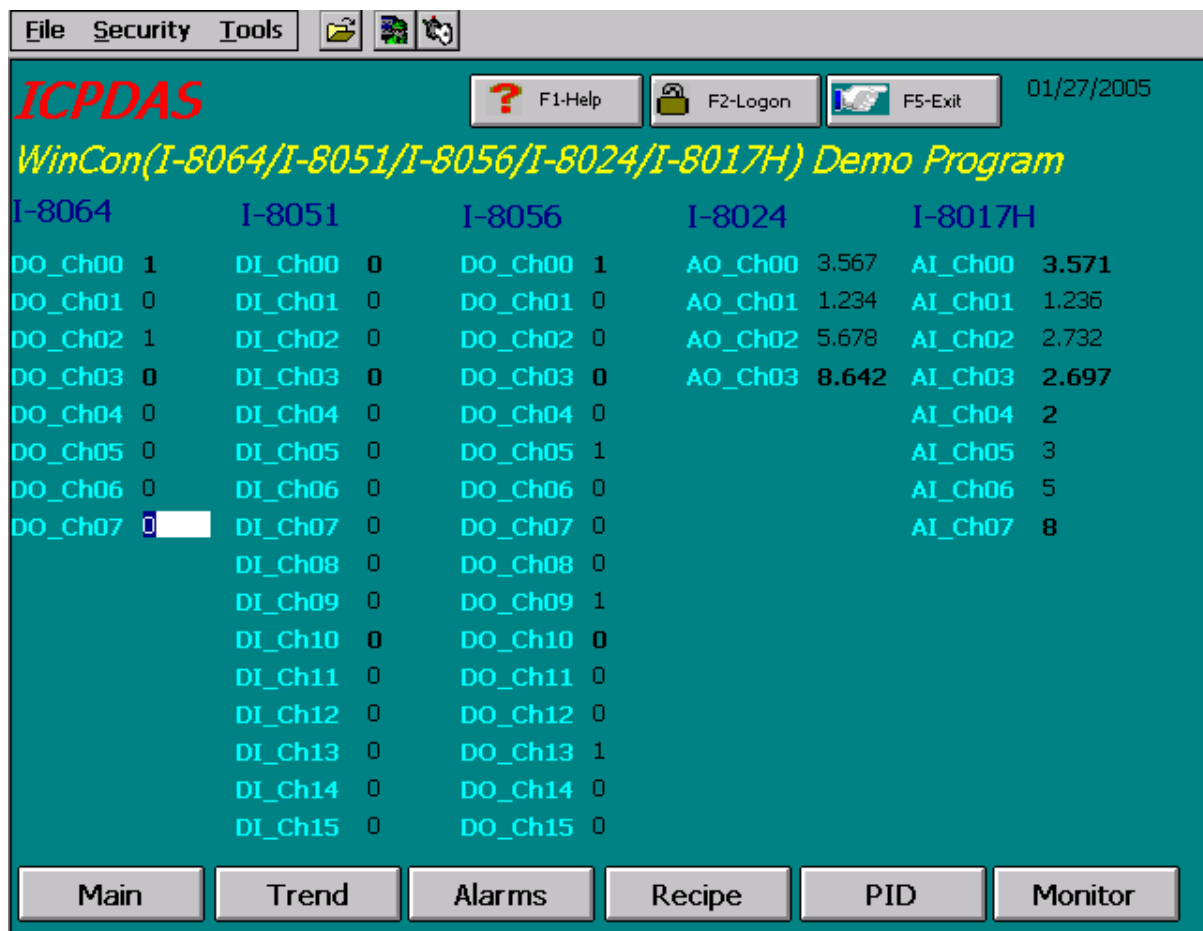 File Security Tools
ICPDAS ? F1-Help F2-Logon F5-Exit 01/27/2005
WinCon(I-8064/I-8051/I-8056/I-8024/I-8017H) Demo Program
I-8064 I-8051 I-8056 I-8024 I-8017H
DO_Ch00 1 DI_Ch00 0 DO_Ch00 1 AO_Ch00 3.567 AI_Ch00 3.571
DO_Ch01 0 DI_Ch01 0 DO_Ch01 0 AO_Ch01 1.234 AI_Ch01 1.236
DO_Ch02 1 DI_Ch02 0 DO_Ch02 0 AO_Ch02 5.678 AI_Ch02 2.732
DO_Ch03 0 DI_Ch03 0 DO_Ch03 0 AO_Ch03 8.642 AI_Ch03 2.697
DO_Ch04 0 DI_Ch04 0 DO_Ch04 0 AI_Ch04 2
DO_Ch05 0 DI_Ch05 0 DO_Ch05 1 AI_Ch05 3
DO_Ch06 0 DI_Ch06 0 DO_Ch06 0 AI_Ch06 5
DO_Ch07 0 DI_Ch07 0 DO_Ch07 0 AI_Ch07 8
DI_Ch08 0 DO_Ch08 0
DI_Ch09 0 DO_Ch09 1
DI_Ch10 0 DO_Ch10 0
DI_Ch11 0 DO_Ch11 0
DI_Ch12 0 DO_Ch12 0
DI_Ch13 0 DO_Ch13 1
DI_Ch14 0 DO_Ch14 0
DI_Ch15 0 DO_Ch15 0
Main Trend Alarms Recipe PID Monitor